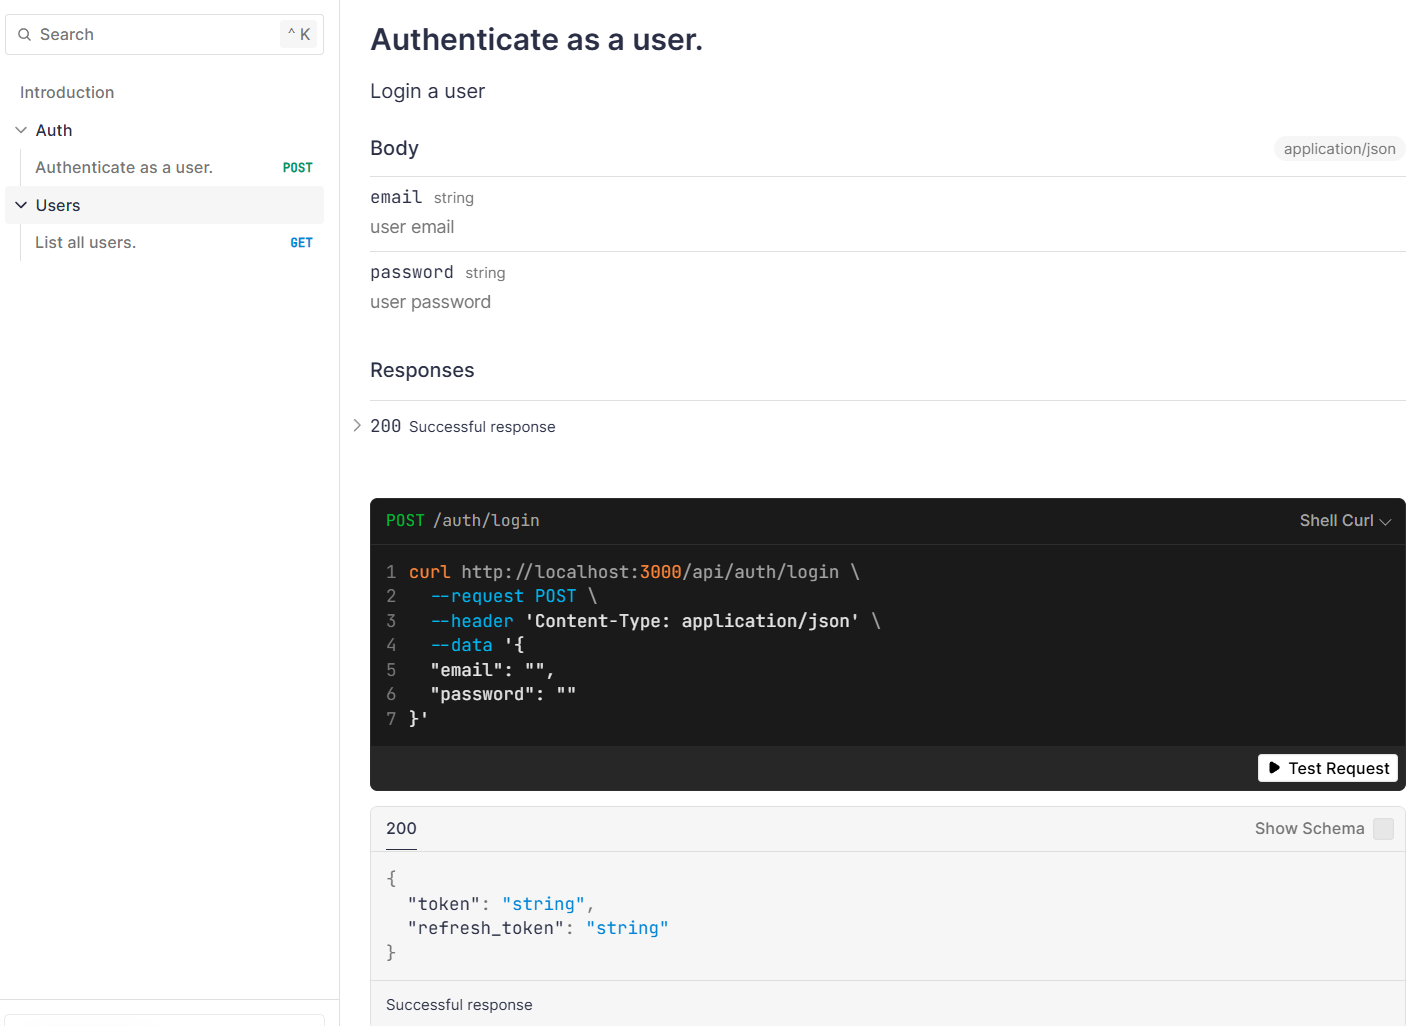 Search ^ K
Introduction
Auth
Authenticate as a user. POST
Users
List all users. GET
Authenticate as a user.
Login a user
Body application/json
email string
user email
password string
user password
Responses
200 Successful response
POST /auth/login Shell Curl
1 curl http://localhost:3000/api/auth/login \
2 --request POST \
3 --header 'Content-Type: application/json' \
4 --data '{
5 "email": "",
6 "password": ""
7 }'
Test Request
200 Show Schema
{
"token": "string",
"refresh_token": "string"
}
Successful response